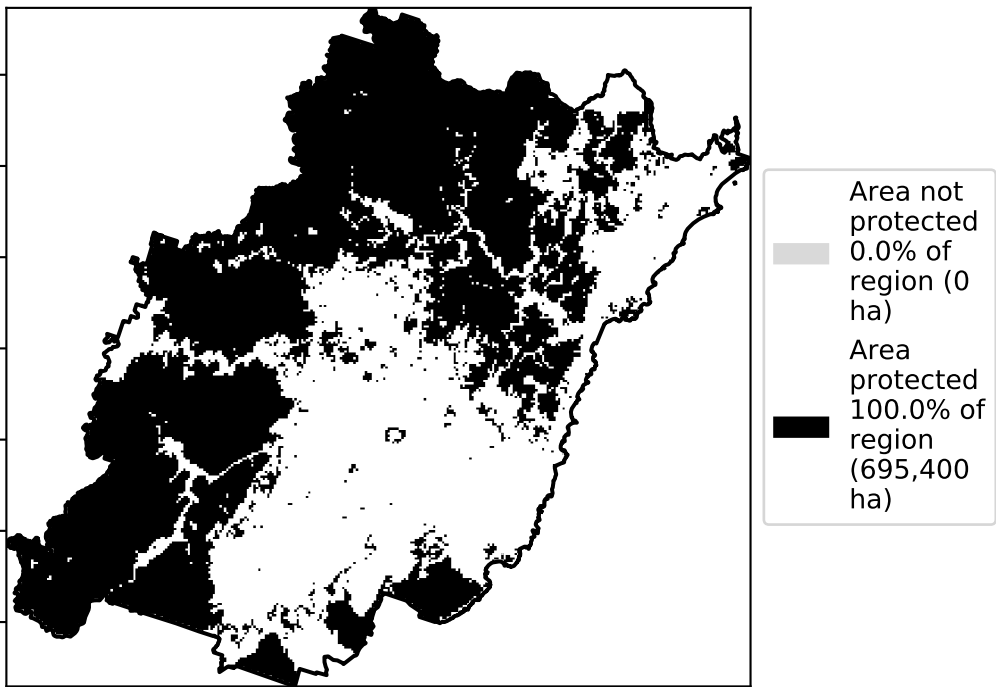 Area not
protected
0.0% of
region (0
ha)
Area
protected
100.0% of
region
(695,400
ha)